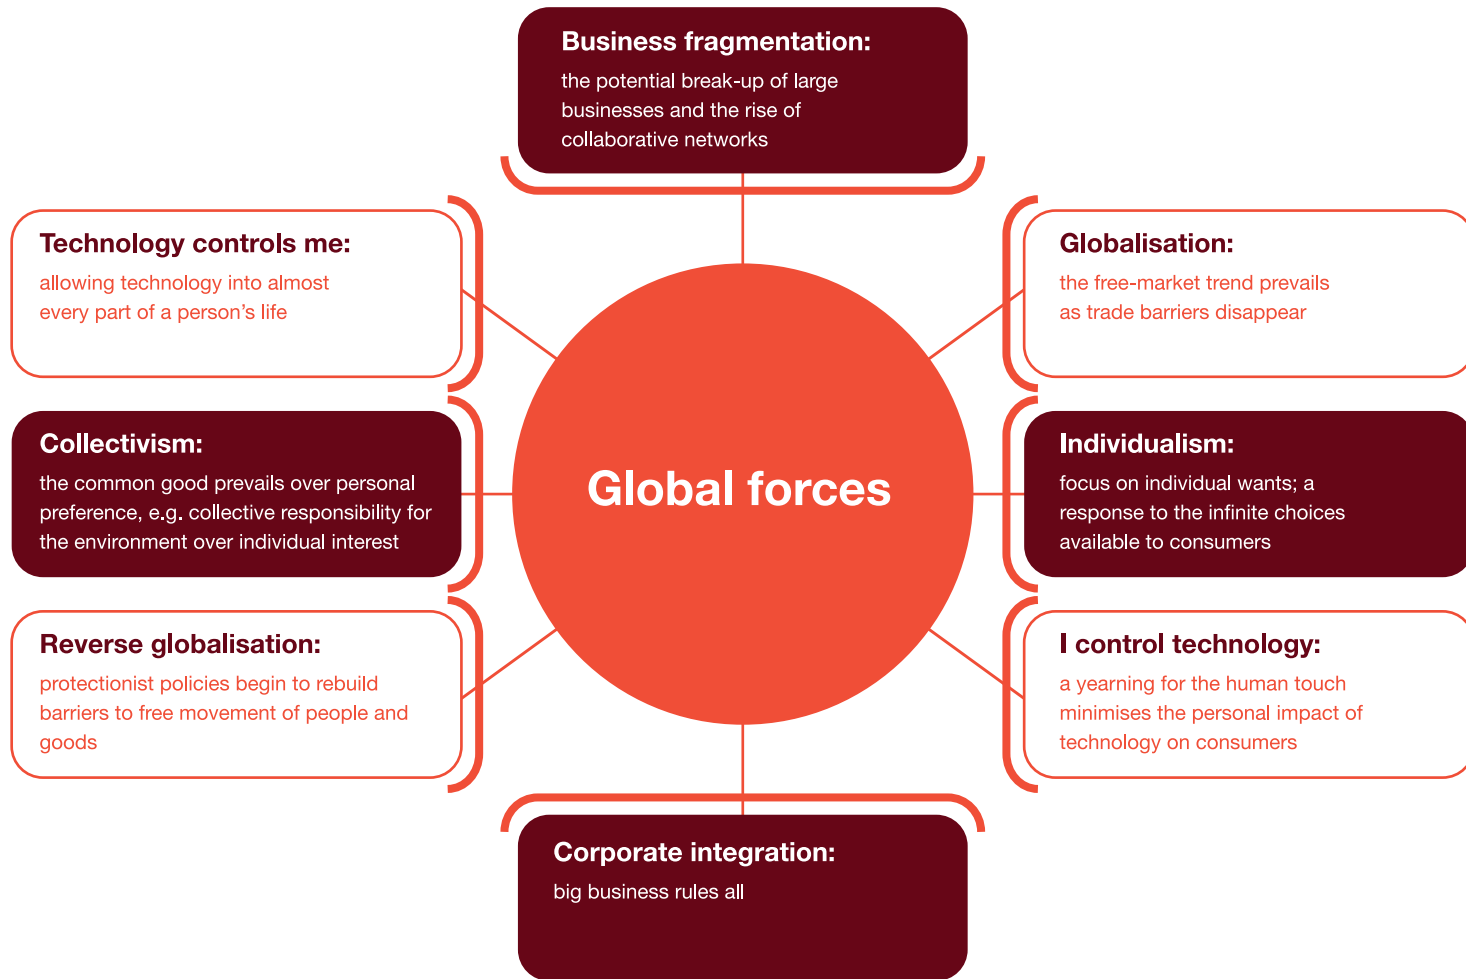 Business fragmentation:
the potential break-up of large
businesses and the rise of
collaborative networks
Technology controls me:
allowing technology into almost
every part of a person's life
Globalisation:
the free-market trend prevails
as trade barriers disappear
Collectivism:
the common good prevails over personal
preference, e.g. collective responsibility for
the environment over individual interest
Global forces
Individualism:
focus on individual wants; a
response to the infinite choices
available to consumers
Reverse globalisation:
protectionist policies begin to rebuild
barriers to free movement of people and
goods
I control technology:
a yearning for the human touch
minimises the personal impact of
technology on consumers
Corporate integration:
big business rules all